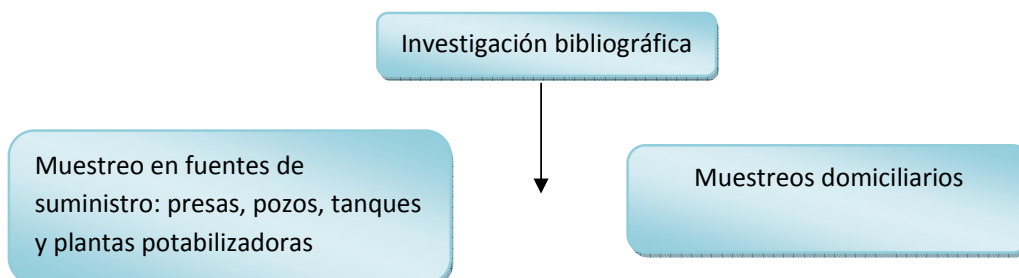 Investigación bibliográfica
Muestreo en fuentes de
suministro: presas, pozos, tanques
y plantas potabilizadoras
Muestreos domiciliarios